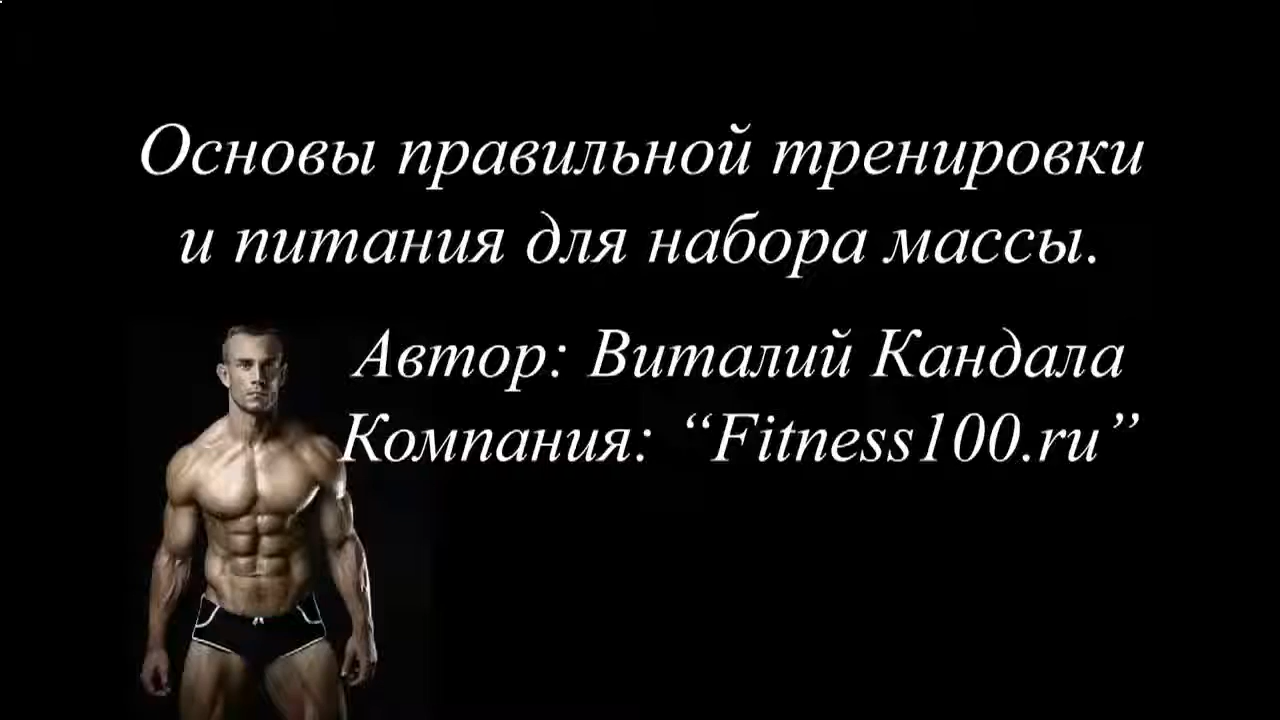 Основы правильной тренировки
и питания для набора массы.
Автор: Виталий Кандала
Компания: “Fitness100.ru”